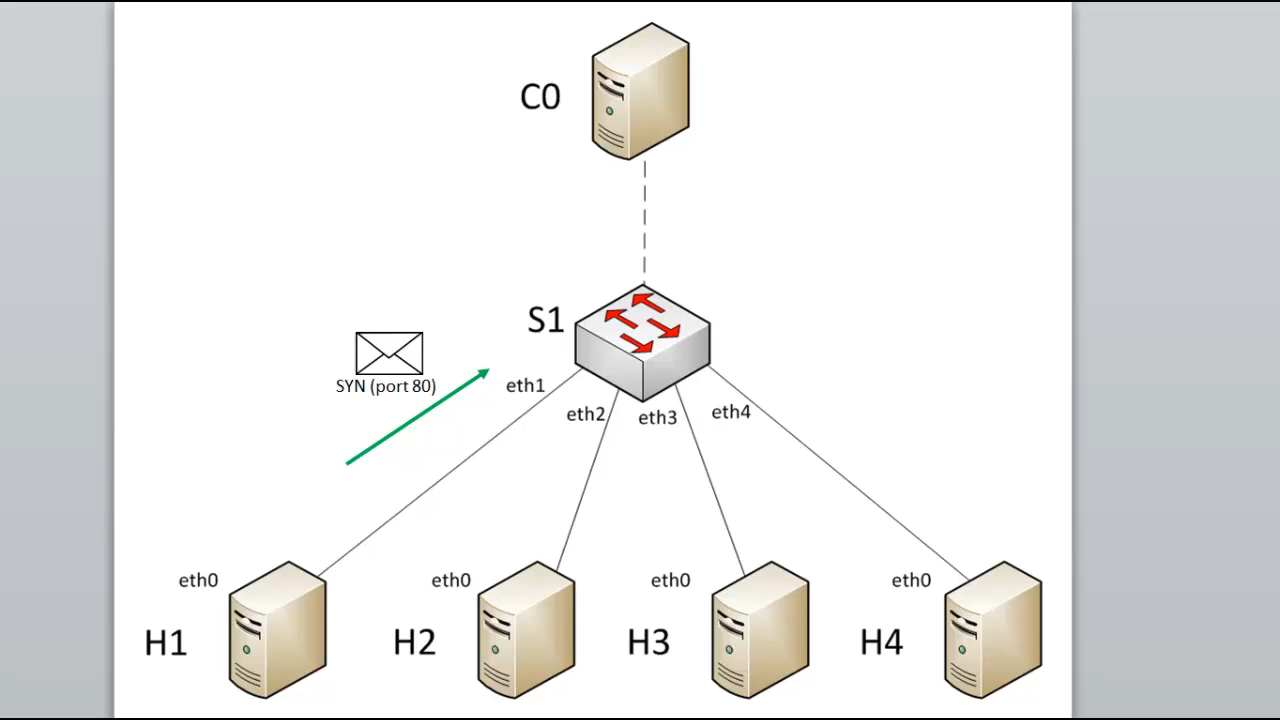 C0
S1
SYN (port 80)
eth1
eth2
eth3
eth4
eth0
eth0
eth0
eth0
H1
H2
H3
H4